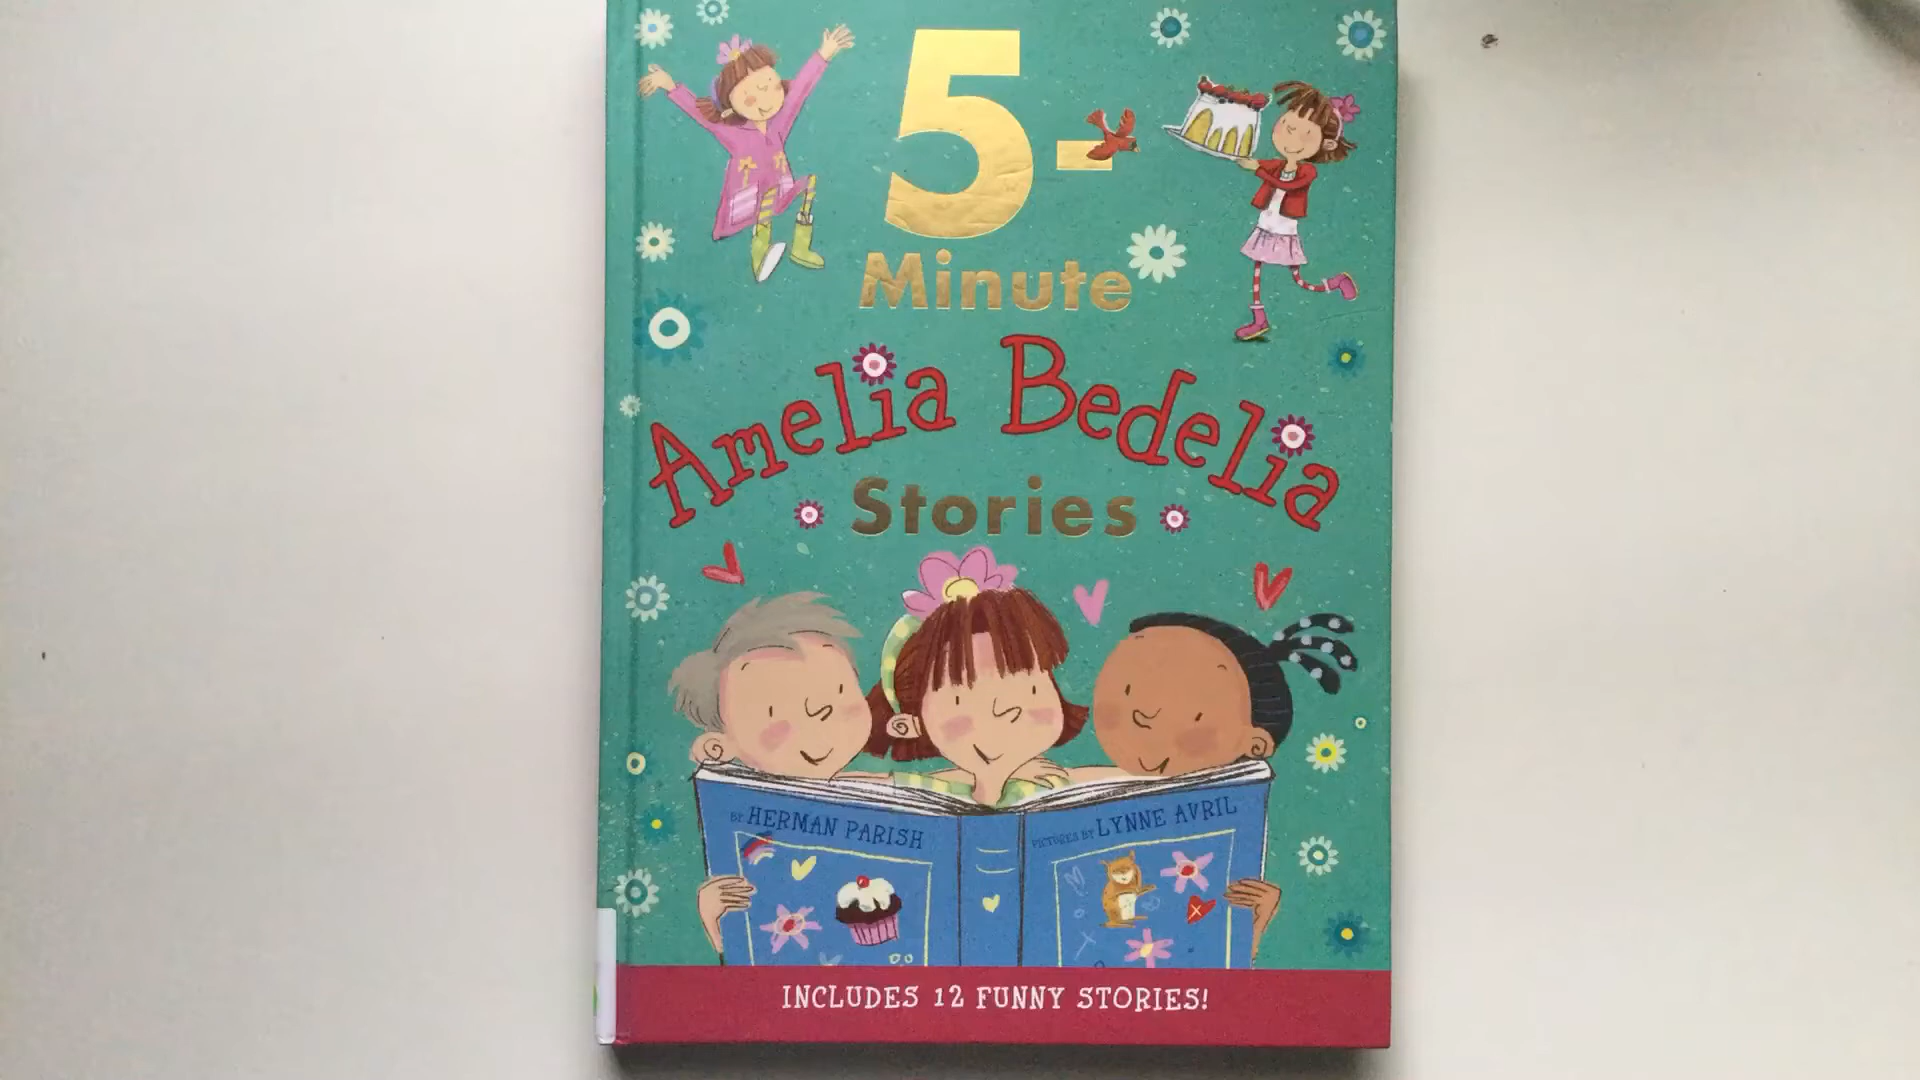 5-
Minute
Amelia Bedelia
Stories
BY HERMAN PARISH
PICTURES BY LYNNE AVRIL
INCLUDES 12 FUNNY STORIES!